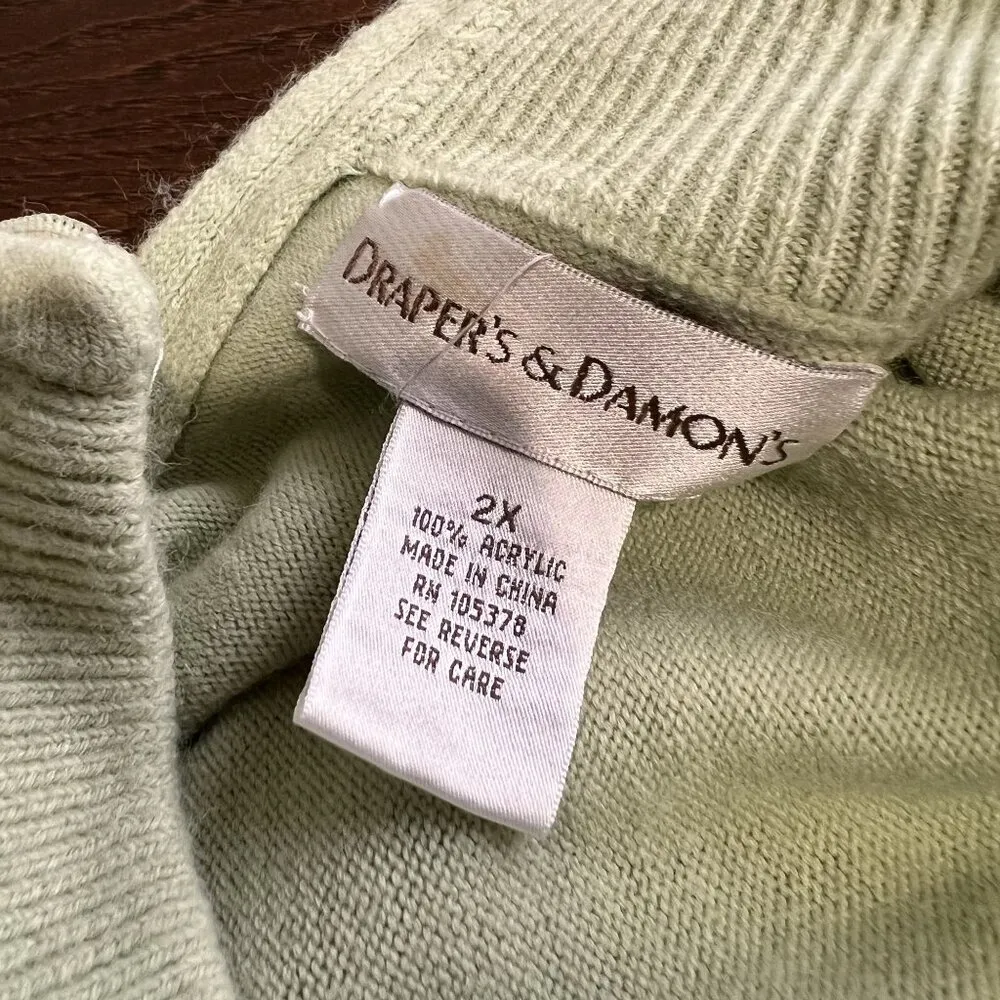 DRAPER'S & DAMON'S
2X
100% ACRYLIC
MADE IN CHINA
RN 105378
SEE REVERSE
FOR CARE